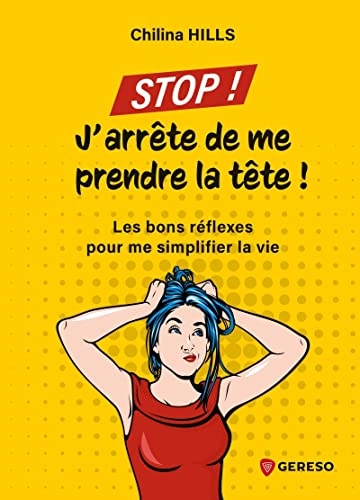 Chilina HILLS
STOP !
J'arrête de me
prendre la tête !
Les bons réflexes
pour me simplifier la vie
GERESO